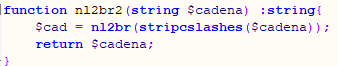 function nl2br2(string $cadena) :string{
    $cad = nl2br(stripcslashes($cadena));
    return $cadena;
}